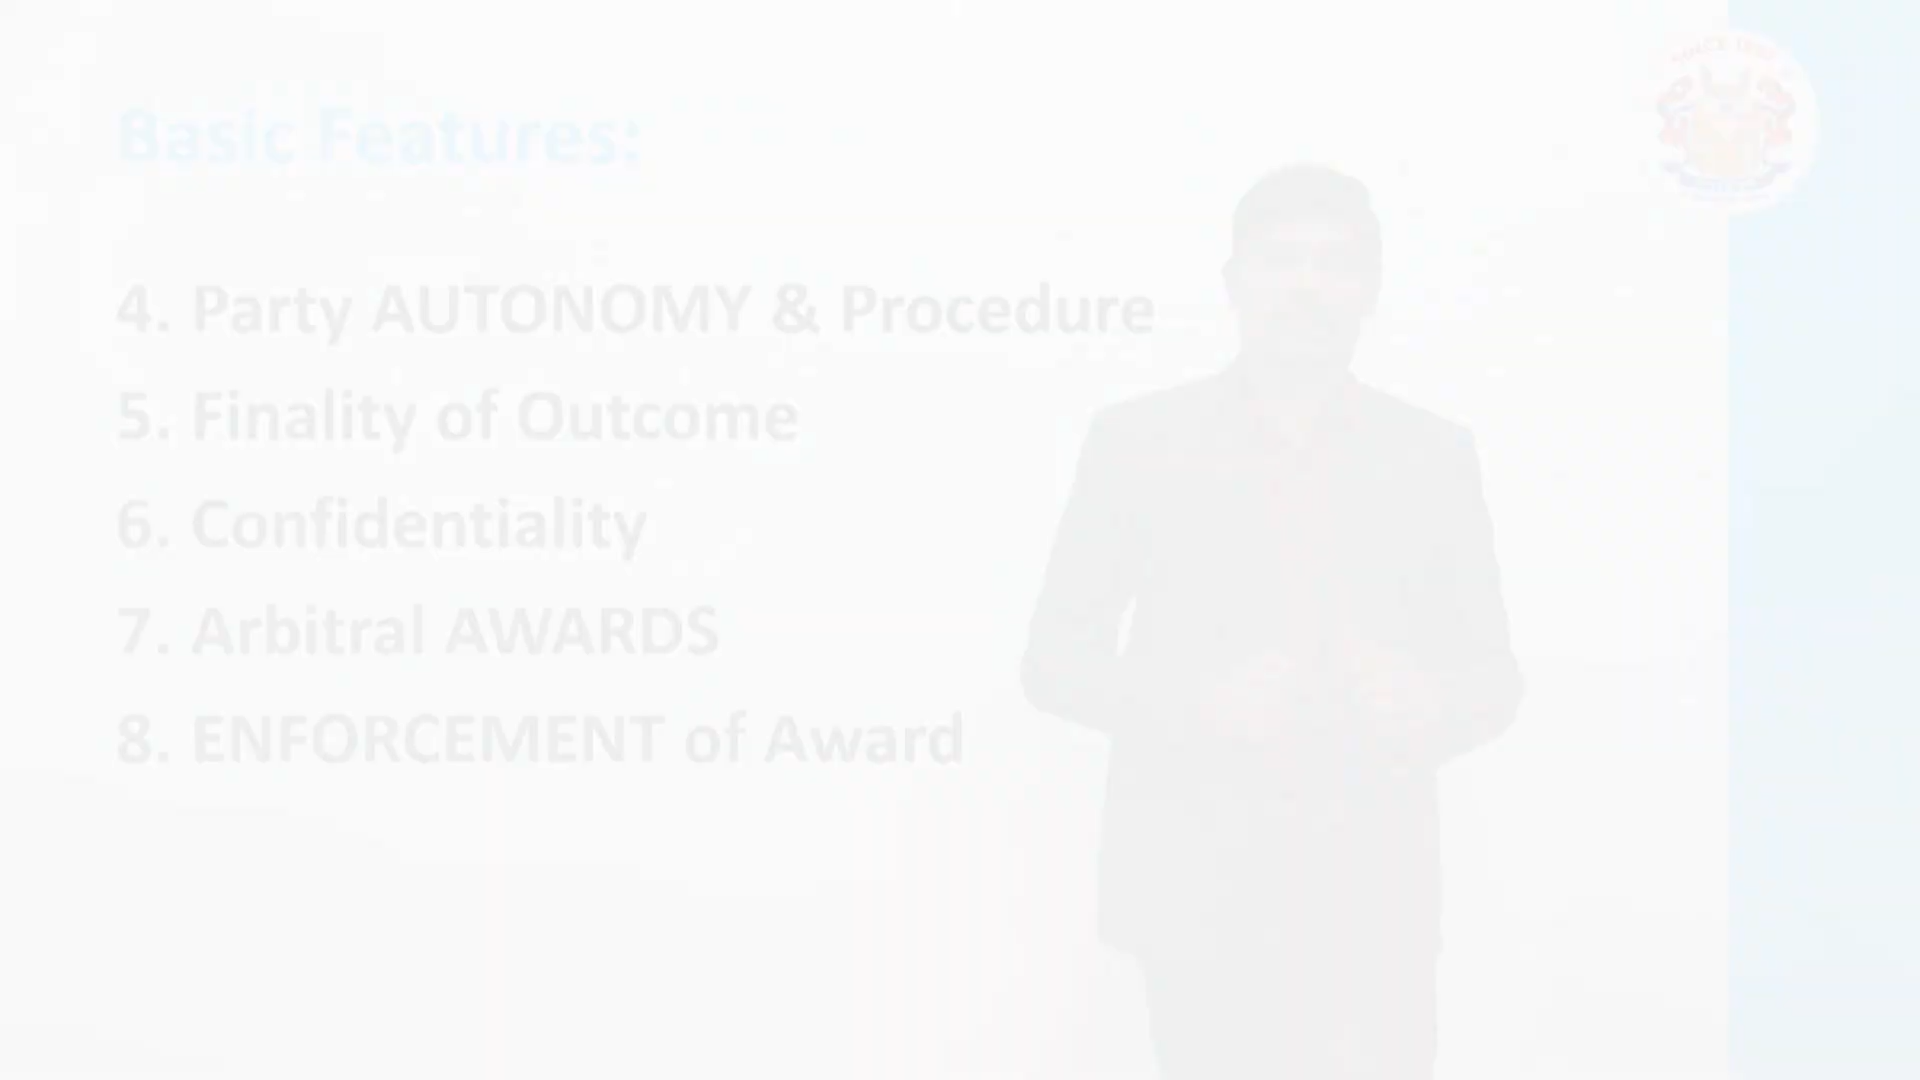 Basic Features:
4. Party AUTONOMY & Procedure
5. Finality of Outcome
6. Confidentiality
7. Arbitral AWARDS
8. ENFORCEMENT of Award
SINCE